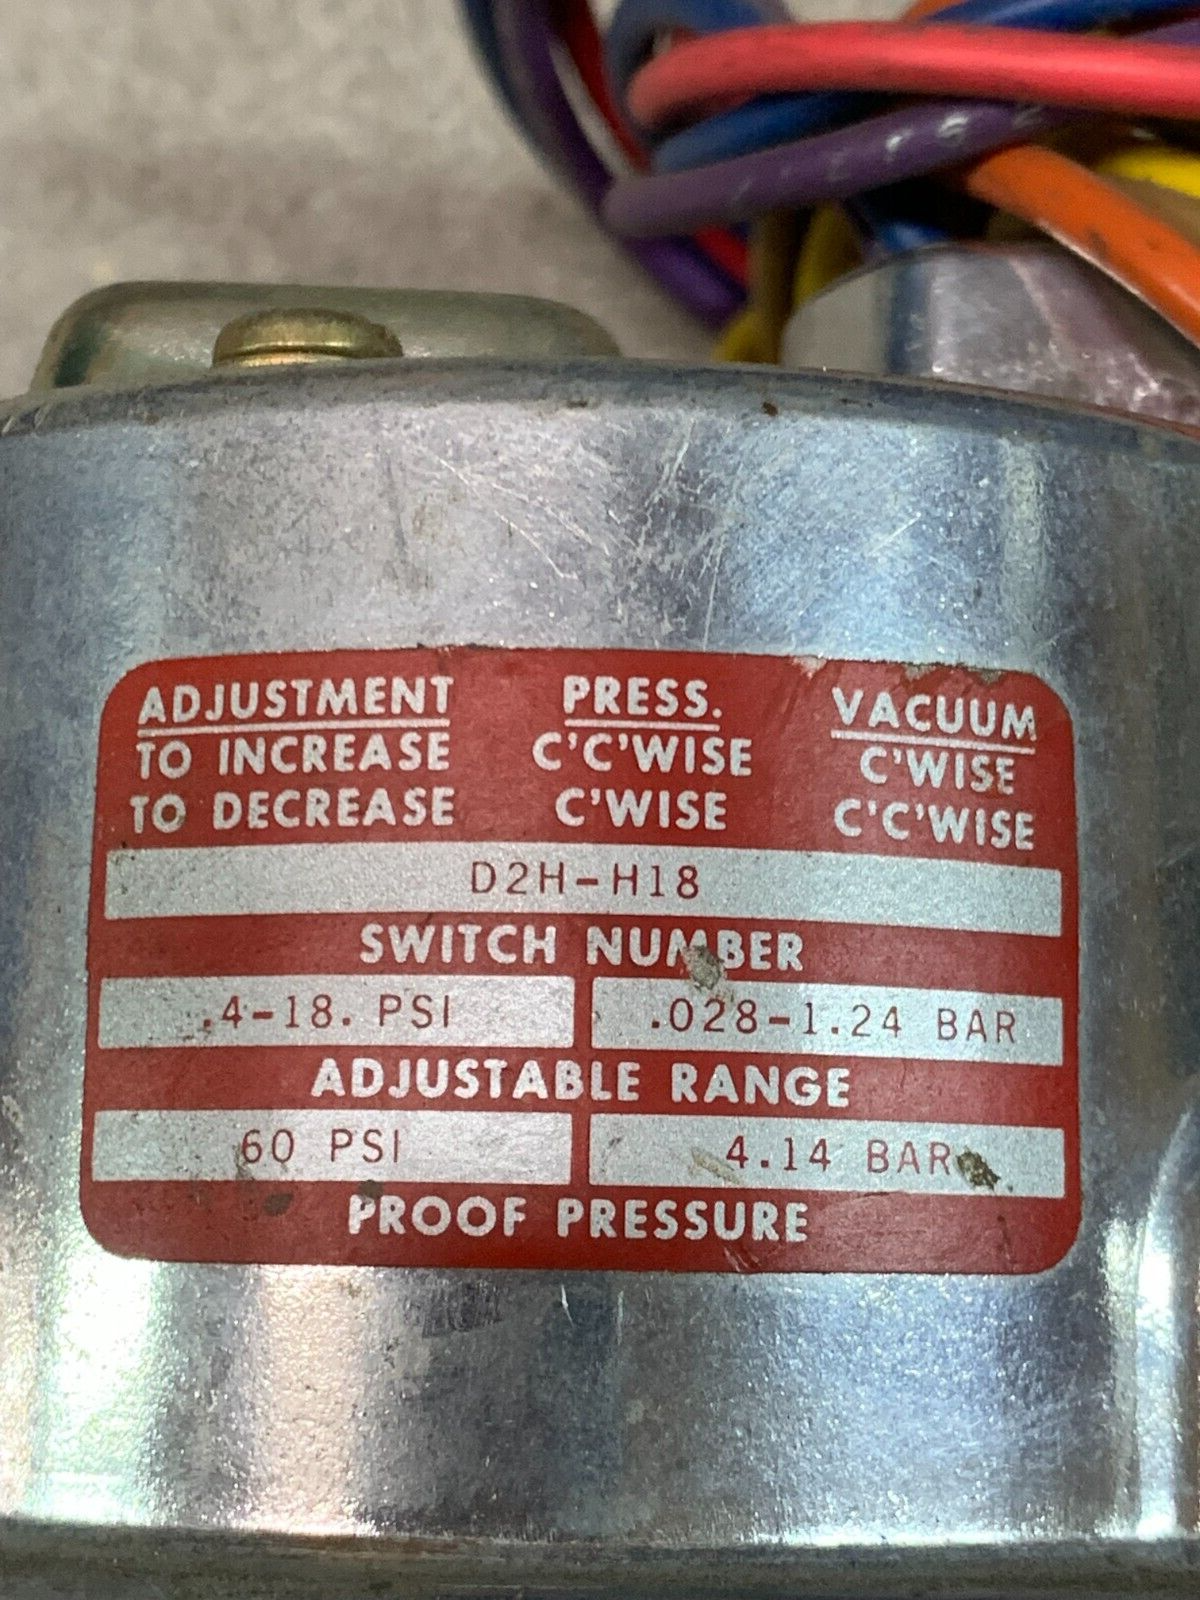 ADJUSTMENT PRESS. VACUUM
TO INCREASE C'C'WISE C'WISE
TO DECREASE C'WISE C'C'WISE
D2H-H18
SWITCH NUMBER
.4-18. PSI .028-1.24 BAR
ADJUSTABLE RANGE
60 PSI 4.14 BAR
PROOF PRESSURE